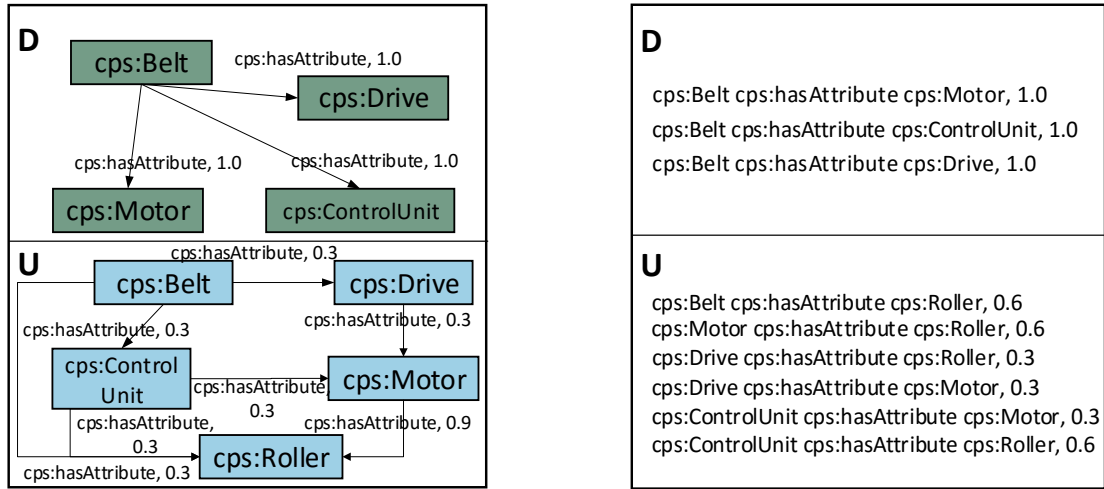 D
cps:Belt
cps:hasAttribute, 1.0
cps:Drive
cps:hasAttribute, 1.0
cps:hasAttribute, 1.0
cps:Motor
cps:ControlUnit
U
cps:hasAttribute, 0.3
cps:Belt
cps:Drive
cps:hasAttribute, 0.3
cps:hasAttribute, 0.3
cps:Control
Unit
cps:Motor
cps:hasAttribute,
0.3
cps:hasAttribute,
0.3
cps:hasAttribute, 0.9
cps:Roller
cps:hasAttribute, 0.3
D
cps:Belt cps:hasAttribute cps:Motor, 1.0
cps:Belt cps:hasAttribute cps:ControlUnit, 1.0
cps:Belt cps:hasAttribute cps:Drive, 1.0
U
cps:Belt cps:hasAttribute cps:Roller, 0.6
cps:Motor cps:hasAttribute cps:Roller, 0.6
cps:Drive cps:hasAttribute cps:Roller, 0.3
cps:Drive cps:hasAttribute cps:Motor, 0.3
cps:ControlUnit cps:hasAttribute cps:Motor, 0.3
cps:ControlUnit cps:hasAttribute cps:Roller, 0.6